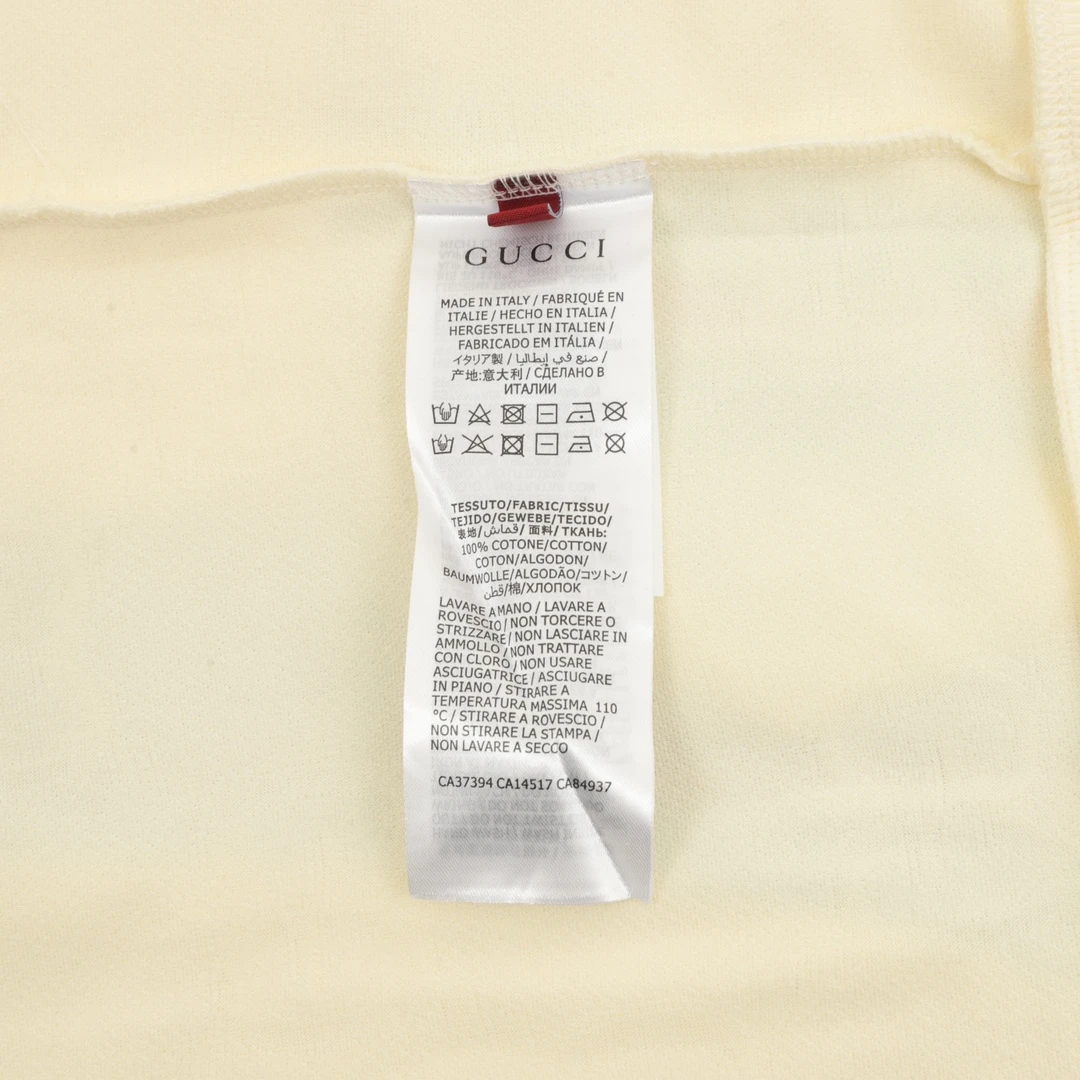 GUCCI
MADE IN ITALY / FABRIQUÉ EN
ITALIE / HECHO EN ITALIA /
HERGESTELLT IN ITALIEN /
FABRICADO EM ITÁLIA /
イタリア製 / صنع في إيطاليا /
产地:意大利 / СДЕЛАНО В
ИТАЛИИ
TESSUTO/FABRIC/TISSU/
TEJIDO/GEWEBE/TECIDO/
表地/قماش/ 面料/ ТКАНЬ:
100% COTONE/COTTON/
COTON/ALGODON/
BAUMWOLLE/ALGODÃO/コットン/
قطن/棉/ХЛОПОК
LAVARE A MANO / LAVARE A
ROVESCIO / NON TORCERE O
STRIZZARE / NON LASCIARE IN
AMMOLLO / NON TRATTARE
CON CLORO / NON USARE
ASCIUGATRICE / ASCIUGARE
IN PIANO / STIRARE A
TEMPERATURA MASSIMA 110
°C / STIRARE A ROVESCIO /
NON STIRARE LA STAMPA /
NON LAVARE A SECCO
CA37394 CA14517 CA84937